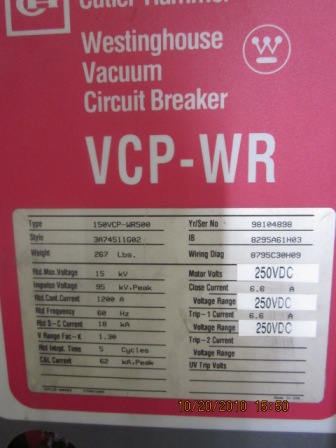 Cutler-Hammer
Westinghouse
Vacuum
Circuit Breaker
VCP-WR
Type 150VCP-WR500
Style 3A74511G02
Weight 267 Lbs.
Rtd.Max.Voltage 15 kV
Impulse Voltage 95 kV.Peak
Rtd.Cont.Current 1200 A
Rtd Frequency 60 Hz
Rtd S-C Current 18 kA
V Range Fac-K 1.30
Rtd Intrpt. Time 5 Cycles
C&L Current 62 kA.Peak
Yr/Ser No 98104898
IB 8295A61H03
Wiring Diag 8795C30H09
Motor Volts 250VDC
Close Current 6.6 A
Voltage Range 250VDC
Trip-1 Current 6.6 A
Voltage Range 250VDC
Trip-2 Current
Voltage Range
UV Trip Volts
10/20/2010 15:50